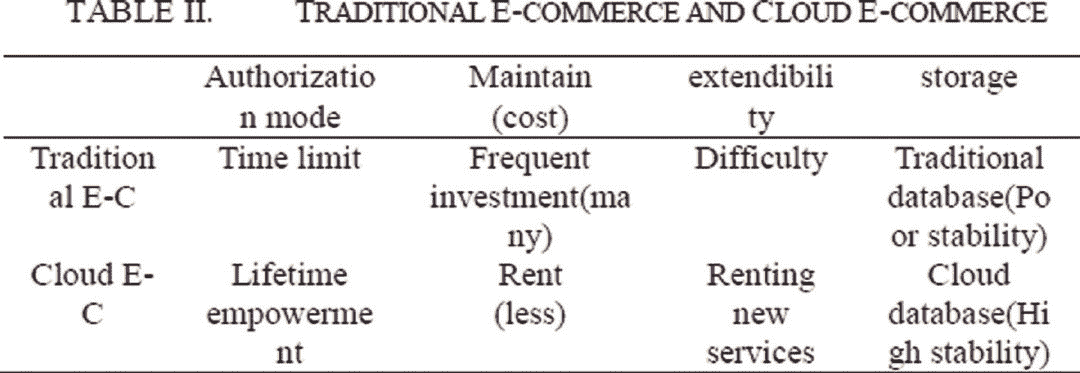 TABLE II. TRADITIONAL E-COMMERCE AND CLOUD E-COMMERCE
Authorizatio Maintain extendibili storage
n mode (cost) ty
Tradition Time limit Frequent Difficulty Traditional
al E-C investment(ma database(Po
ny) or stability)
Cloud E- Lifetime Rent Renting Cloud
C empowerme (less) new database(Hi
nt services gh stability)